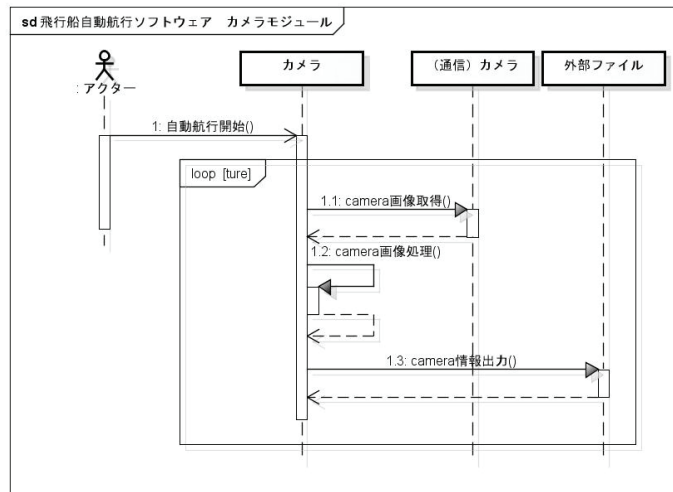 sd 飛行船自動航行ソフトウェア　カメラモジュール
: アクター
カメラ
（通信）カメラ
外部ファイル
1: 自動航行開始()
loop [ture]
1.1: camera画像取得()
1.2: camera画像処理()
1.3: camera情報出力()